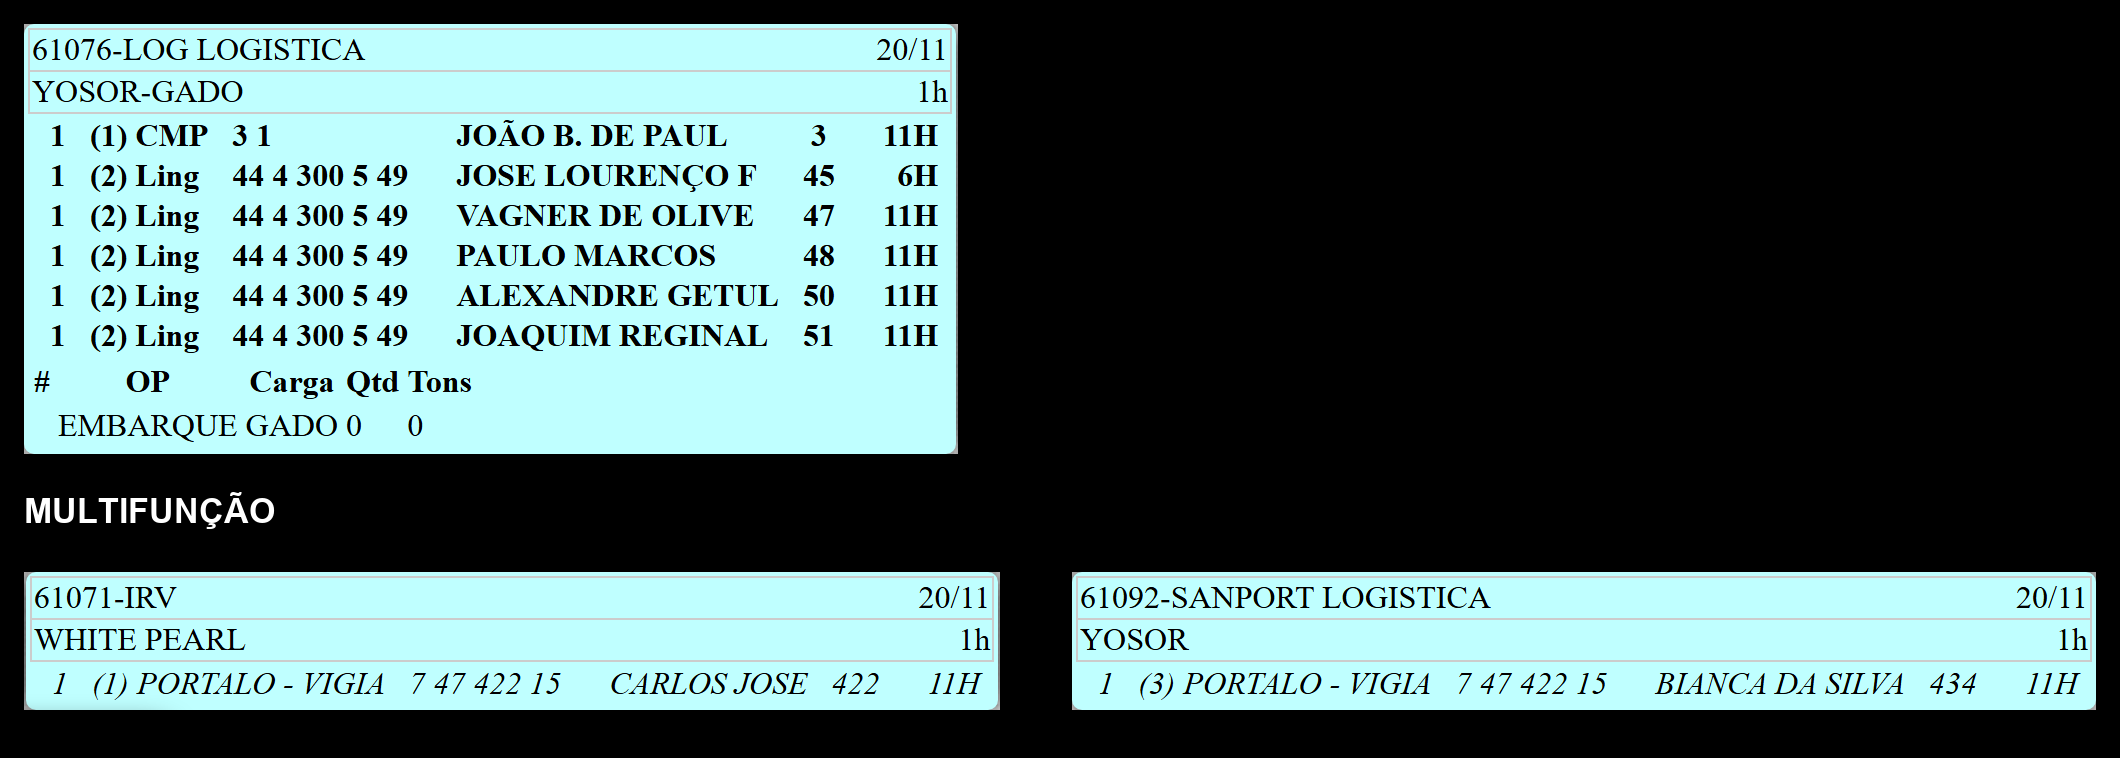 61076-LOG LOGISTICA 20/11
YOSOR-GADO 1h
1 (1) CMP 3 1 JOÃO B. DE PAUL 3 11H
1 (2) Ling 44 4 300 5 49 JOSE LOURENÇO F 45 6H
1 (2) Ling 44 4 300 5 49 VAGNER DE OLIVE 47 11H
1 (2) Ling 44 4 300 5 49 PAULO MARCOS 48 11H
1 (2) Ling 44 4 300 5 49 ALEXANDRE GETUL 50 11H
1 (2) Ling 44 4 300 5 49 JOAQUIM REGINAL 51 11H
# OP Carga Qtd Tons
EMBARQUE GADO 0 0
MULTIFUNÇÃO
61071-IRV 20/11
WHITE PEARL 1h
1 (1) PORTALO - VIGIA 7 47 422 15 CARLOS JOSE 422 11H
61092-SANPORT LOGISTICA 20/11
YOSOR 1h
1 (3) PORTALO - VIGIA 7 47 422 15 BIANCA DA SILVA 434 11H